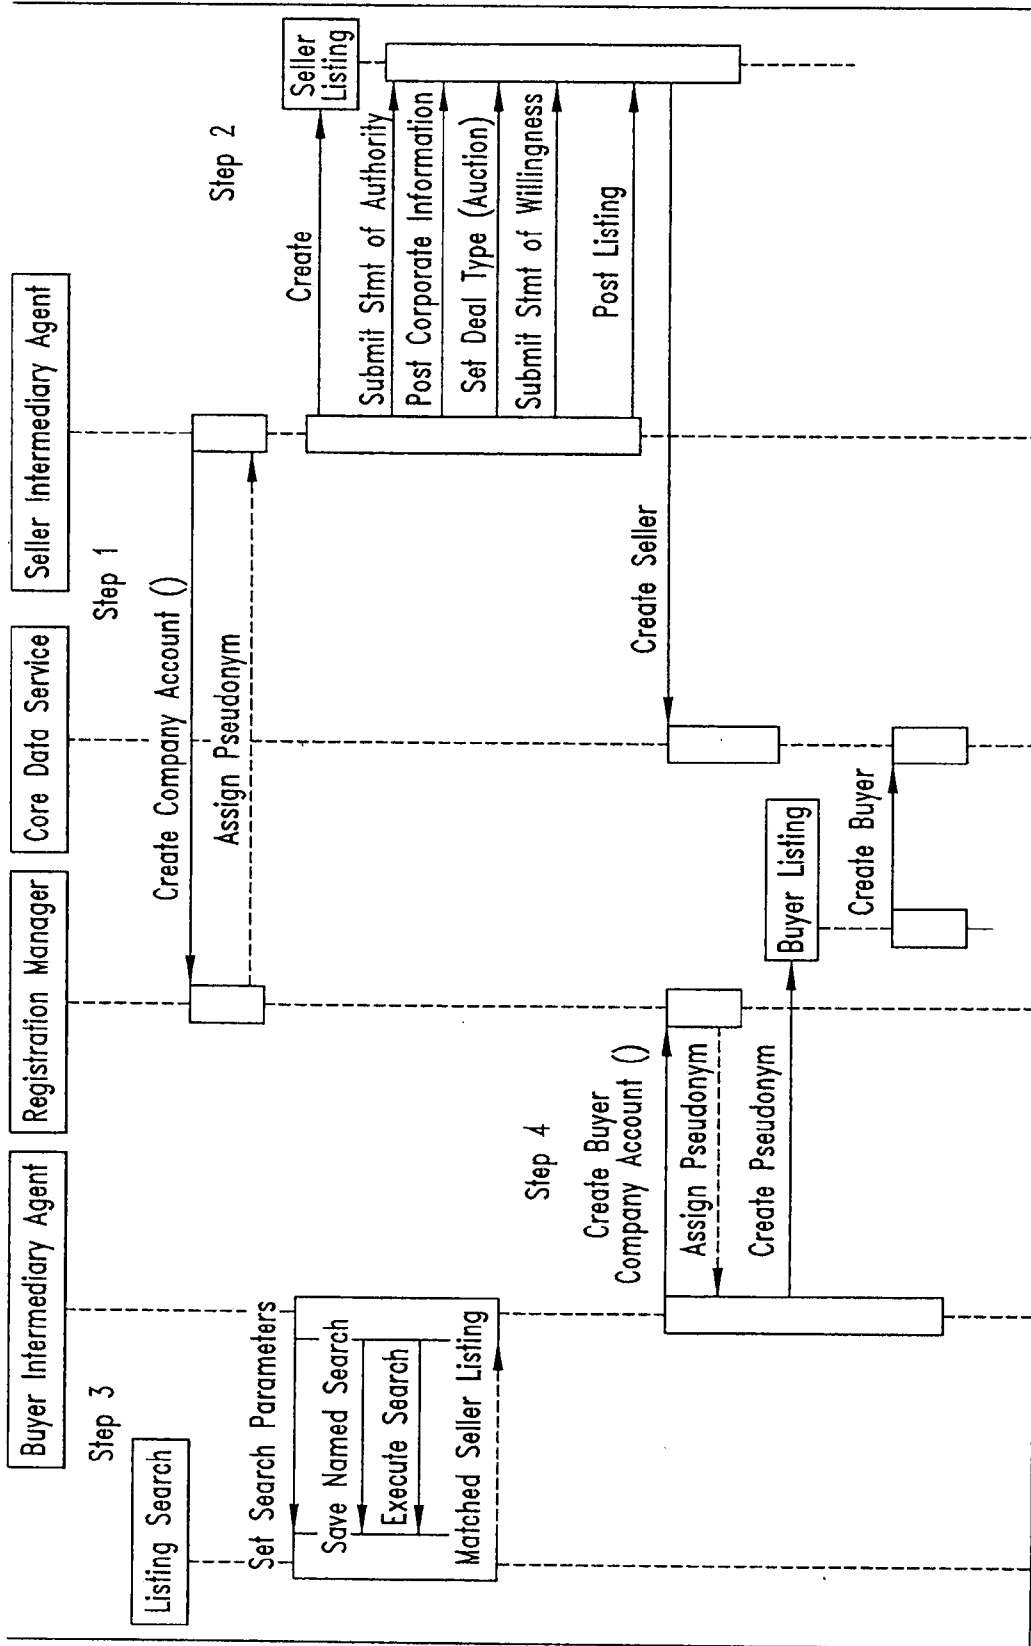 Listing Search
Buyer Intermediary Agent
Registration Manager
Core Data Service
Seller Intermediary Agent
Step 1
Create Company Account ()
Assign Pseudonym
Step 2
Seller
Listing
Create
Submit Stmt of Authority
Post Corporate Information
Set Deal Type (Auction)
Submit Stmt of Willingness
Post Listing
Create Seller
Step 3
Set Search Parameters
Save Named Search
Execute Search
Matched Seller Listing
Step 4
Create Buyer
Company Account ()
Assign Pseudonym
Create Pseudonym
Buyer Listing
Create Buyer